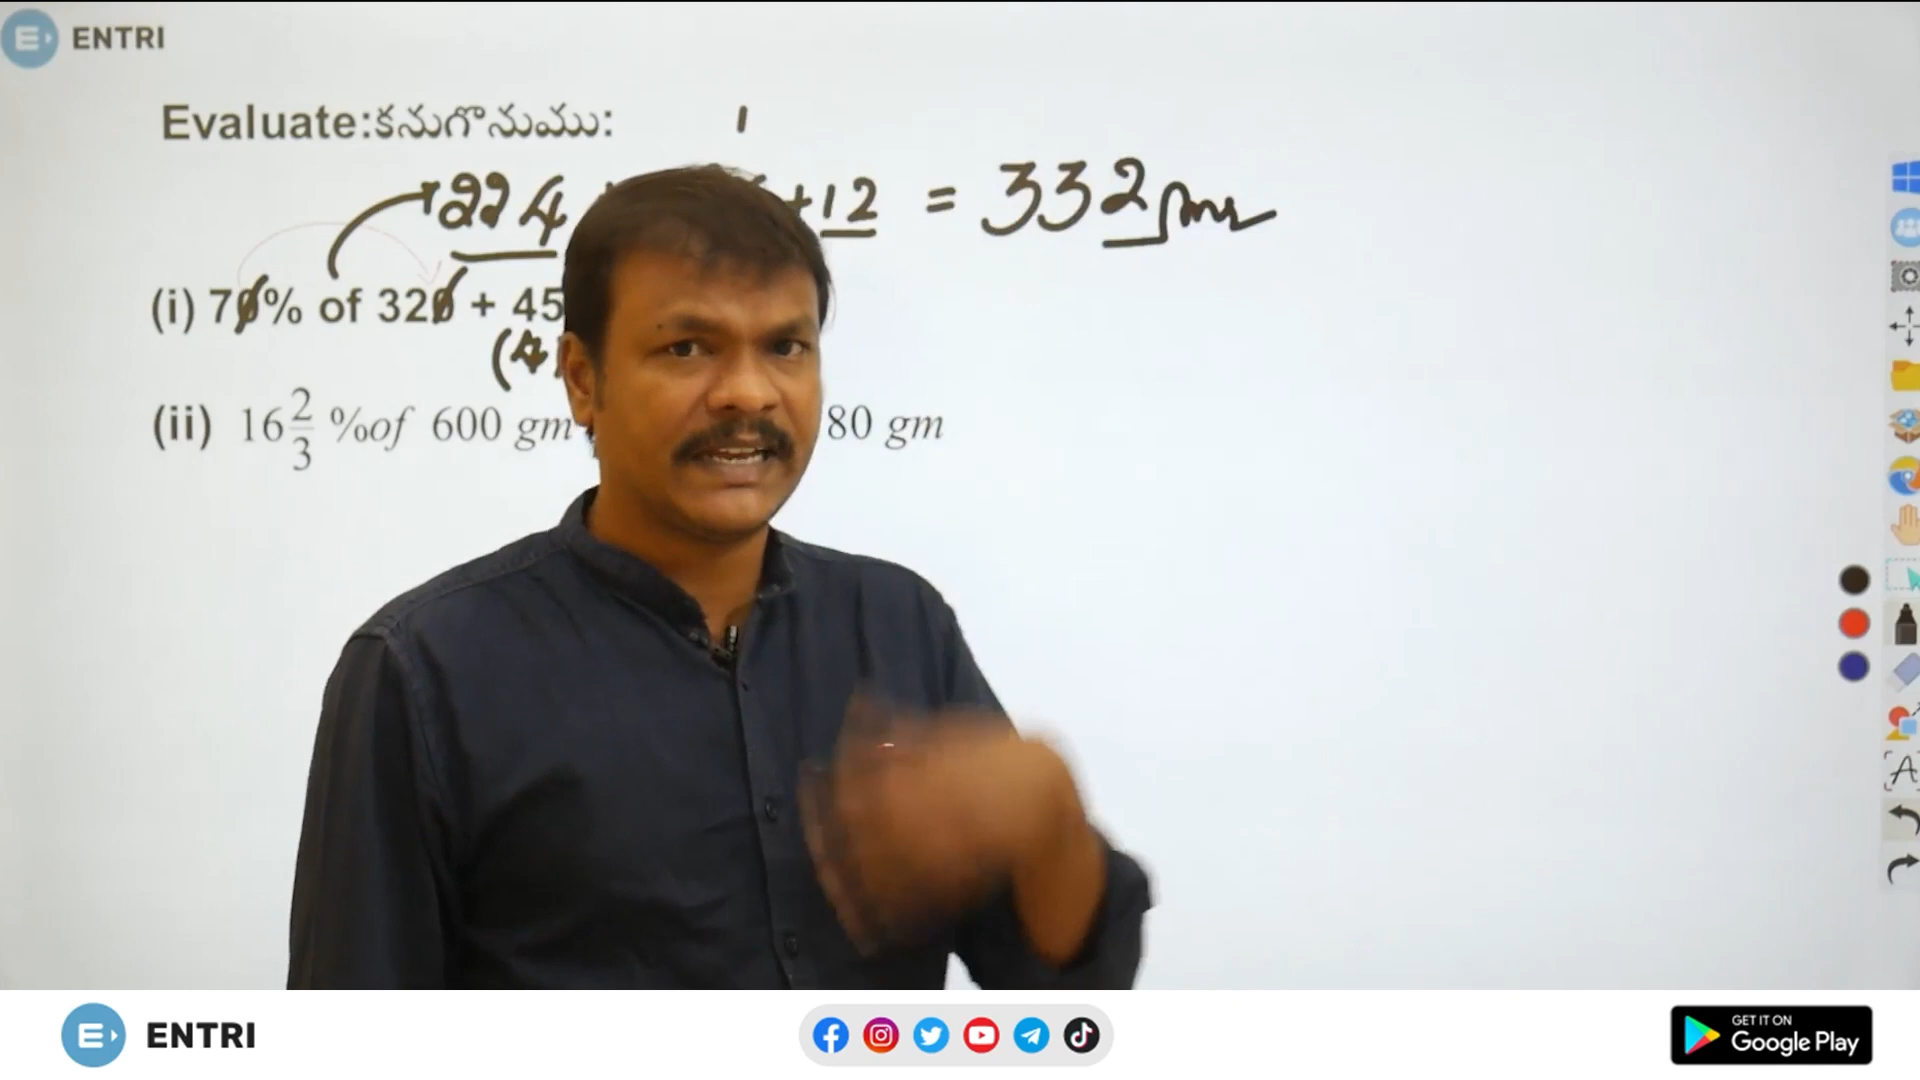 ENTRI
Evaluate:కనుగొనుము:
224 +12 = 332
(i) 70% of 320 + 45
(4
(ii) 16 2/3 %of 600 gm 80 gm
ENTRI
GET IT ON
Google Play